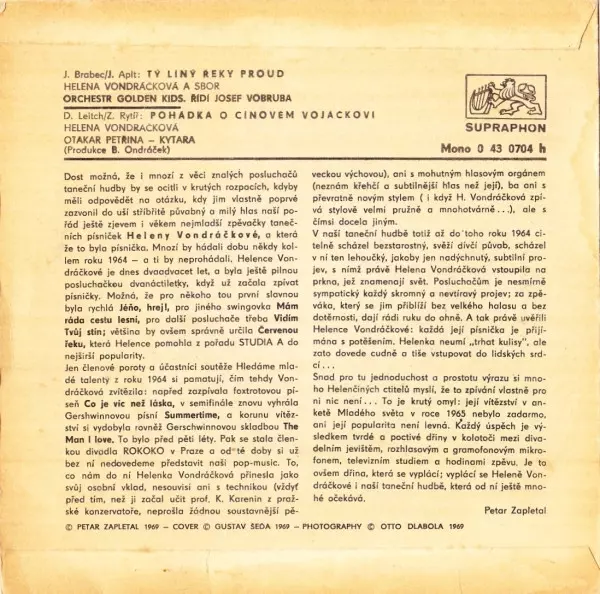 J. Brabec/J. Aplt: TÝ LINÝ ŘEKY PROUD
HELENA VONDRÁČKOVÁ A SBOR
ORCHESTR GOLDEN KIDS. ŘÍDÍ JOSEF VOBRUBA
D. Leitch/Z. Rytíř: POHÁDKA O CÍNOVÉM VOJÁČKOVI
HELENA VONDRÁČKOVÁ
OTAKAR PETŘINA – KYTARA
(Produkce B. Ondráček)
SUPRAPHON
Mono 0 43 0704 h
Dost možná, že i mnozí z věci znalých posluchačů
taneční hudby by se ocitli v krutých rozpacích, kdyby
měli odpovědět na otázku, kdy jim vlastně poprvé
zazvonil do uší stříbřitě půvabný a milý hlas naší po-
řád ještě zjevem i věkem nejmladší zpěvačky taneč-
ních písniček Heleny Vondráčkové, a která
že to byla písnička. Mnozí by hádali dobu někdy kol-
lem roku 1964 – a ti by neprohádali. Helence Von-
dráčkové je dnes dvaadvacet let, a byla ještě pilnou
posluchačkou dvanáctiletky, když už začala zpívat
písničky. Možná, že pro někoho tou první slavnou
byla rychlá Jéňo, hrej!, pro jiného swingovka Mám
ráda cestu lesní, pro další posluchače třeba Vidím
Tvůj stín; většina by ovšem správně určila Červenou
řeku, která Helence pomohla z pořadu STUDIA A do
nejširší popularity.
Jen členové poroty a účastníci soutěže Hledáme mla-
dé talenty z roku 1964 si pamatují, čím tehdy Von-
dráčková zvítězila: napřed zazpívala foxtrotovou pí-
seň Co je víc než láska, v semifinále znovu vyhrála
Gershwinnovou písní Summertime, a korunu vítěz-
ství si vydobyla rovněž Gerschwinnovou skladbou The
Man I love. To bylo před pěti léty. Pak se stala člen-
kou divadla ROKOKO v Praze a od té doby si už
bez ní nedovedeme představit naši pop-music. To,
co nám do ní Helenka Vondráčková přinesla jako
svůj osobní vklad, nesouvisí ani s technikou (vždyť
před tím, než ji začal učit prof. K. Karenin z praž-
ské konzervatoře, neprošla žádnou soustavnější pě-
veckou výchovou), ani s mohutným hlasovým orgánem
(neznám křehčí a subtilnější hlas než její), ba ani s
převratně novým stylem ( i když H. Vondráčková zpí-
vá stylově velmi pružně a mnohotvárně...), ale s
čímsi docela jiným.
V naší taneční hudbě totiž až do toho roku 1964 ci-
telně scházel bezstarostný, svěží dívčí půvab, scházel
v ní ten lehoučký, jakoby jen nadýchnutý, subtilní pro-
jev, s nímž právě Helena Vondráčková vstoupila na
prkna, jež znamenají svět. Posluchačům je nesmírně
sympatický každý skromný a nevtíravý projev; za zpě-
váka, který se jim přiblíží bez velkého halasu a bez
dotěrnosti, dají rádi ruku do ohně. A tak právě uvěřili
Helence Vondráčkové: každá její písnička je přijí-
mána s potěšením. Helenka neumí „trhat kulisy", ale
zato dovede cudně a tiše vstupovat do lidských srd-
cí...
Snad pro tu jednoduchost a prostotu výrazu si mno-
ho Helenčiných ctitelů myslí, že to zpívání vlastně pro
ni nic není... To je krutý omyl: její vítězství v an-
ketě Mladého světa v roce 1965 nebylo zadarmo,
ani její popularita není levná. Každý úspěch je vý-
sledkem tvrdé a poctivé dřiny v kolotoči mezi diva-
delním jevištěm, rozhlasovým a gramofonovým mikro-
fonem, televizním studiem a hodinami zpěvu. Je to
ovšem dřina, která se vyplácí; vyplácí se Heleně Von-
dráčkové i naší taneční hudbě, která od ní ještě mno-
hé očekává.
Petar Zapletal
© PETAR ZAPLETAL 1969 – COVER © GUSTAV ŠEDA 1969 – PHOTOGRAPHY © OTTO DLABOLA 1969